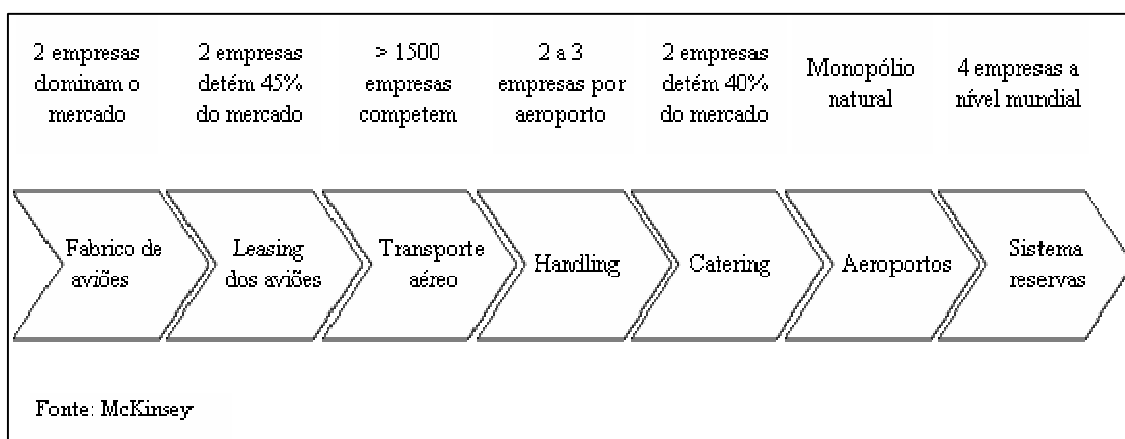 2 empresas
dominam o
mercado
2 empresas
detém 45%
do mercado
> 1500
empresas
competem
2 a 3
empresas por
aeroporto
2 empresas
detém 40%
do mercado
Monopólio
natural
4 empresas a
nível mundial
Fabrico de
aviões
Leasing
dos aviões
Transporte
aéreo
Handling
Catering
Aeroportos
Sistema
reservas
Fonte: McKinsey